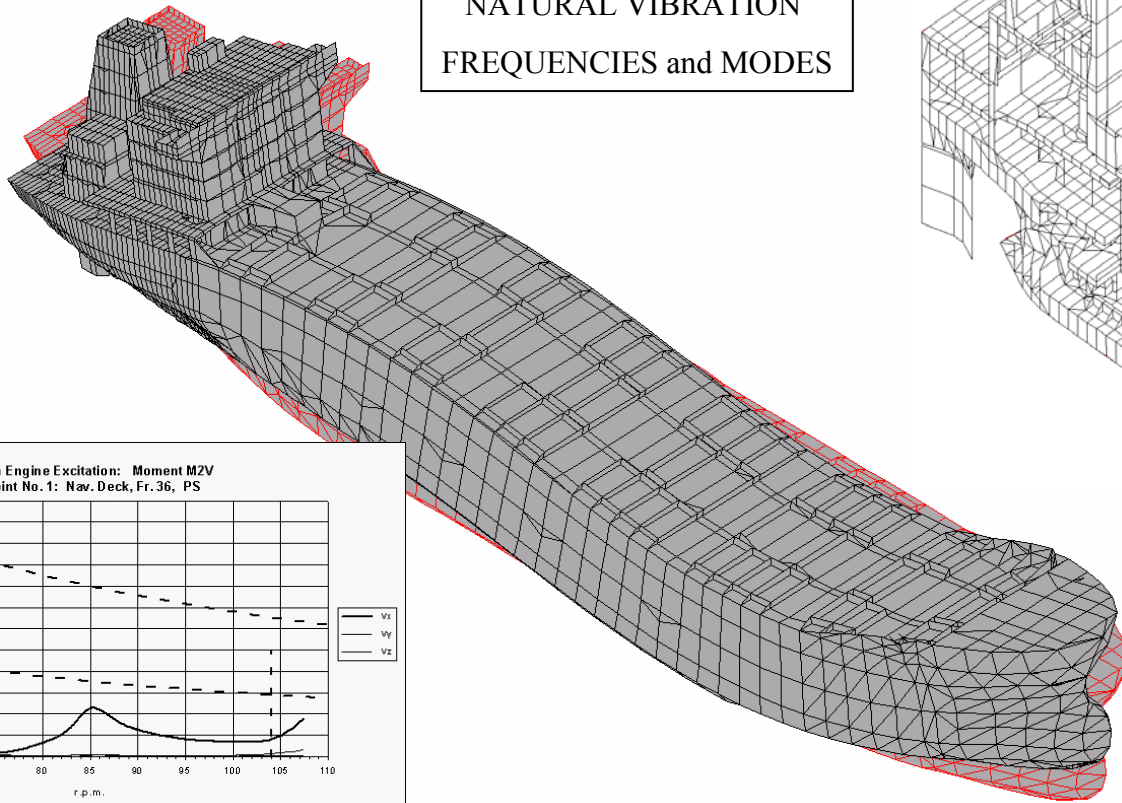 NATURAL VIBRATION
FREQUENCIES and MODES
Engine Excitation: Moment M2V
No. 1: Nav. Deck, Fr. 36, PS
Vx
Vy
Vz
80 85 90 95 100 105 110
r.p.m.